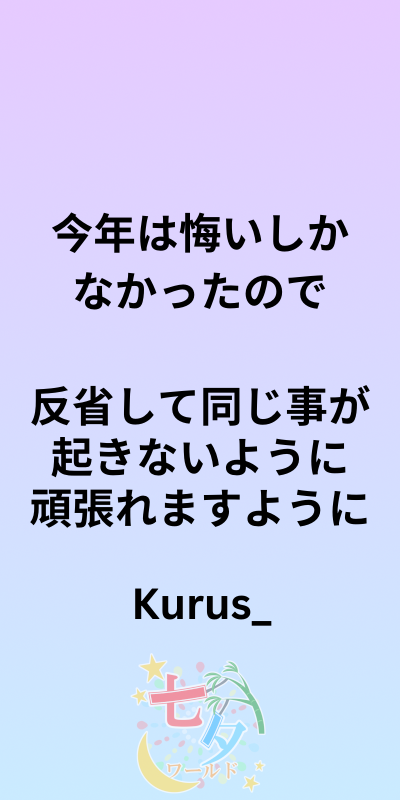 今年は悔いしか
なかったので
反省して同じ事が
起きないように
頑張れますように
Kurus_
七夕
ワールド